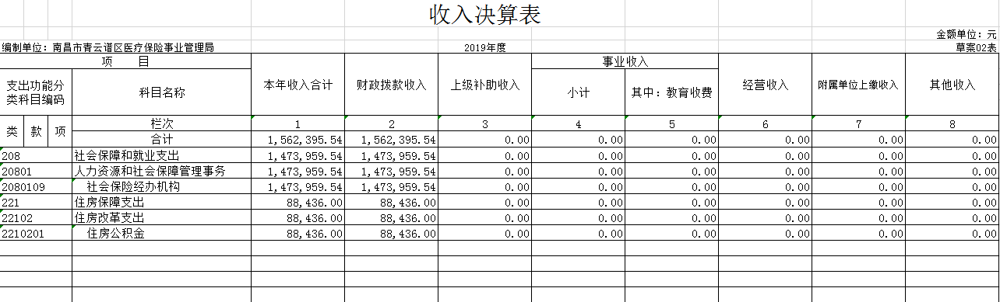 收入决算表
金额单位：元
编制单位：南昌市青云谱区医疗保险事业管理局 2019年度 草案02表
项 目 本年收入合计 财政拨款收入 上级补助收入 事业收入 经营收入 附属单位上缴收入 其他收入
支出功能分类科目编码 科目名称 小计 其中：教育收费
类 款 项 栏次 1 2 3 4 5 6 7 8
合计 1,562,395.54 1,562,395.54 0.00 0.00 0.00 0.00 0.00 0.00
208 社会保障和就业支出 1,473,959.54 1,473,959.54 0.00 0.00 0.00 0.00 0.00 0.00
20801 人力资源和社会保障管理事务 1,473,959.54 1,473,959.54 0.00 0.00 0.00 0.00 0.00 0.00
2080109 社会保险经办机构 1,473,959.54 1,473,959.54 0.00 0.00 0.00 0.00 0.00 0.00
221 住房保障支出 88,436.00 88,436.00 0.00 0.00 0.00 0.00 0.00 0.00
22102 住房改革支出 88,436.00 88,436.00 0.00 0.00 0.00 0.00 0.00 0.00
2210201 住房公积金 88,436.00 88,436.00 0.00 0.00 0.00 0.00 0.00 0.00